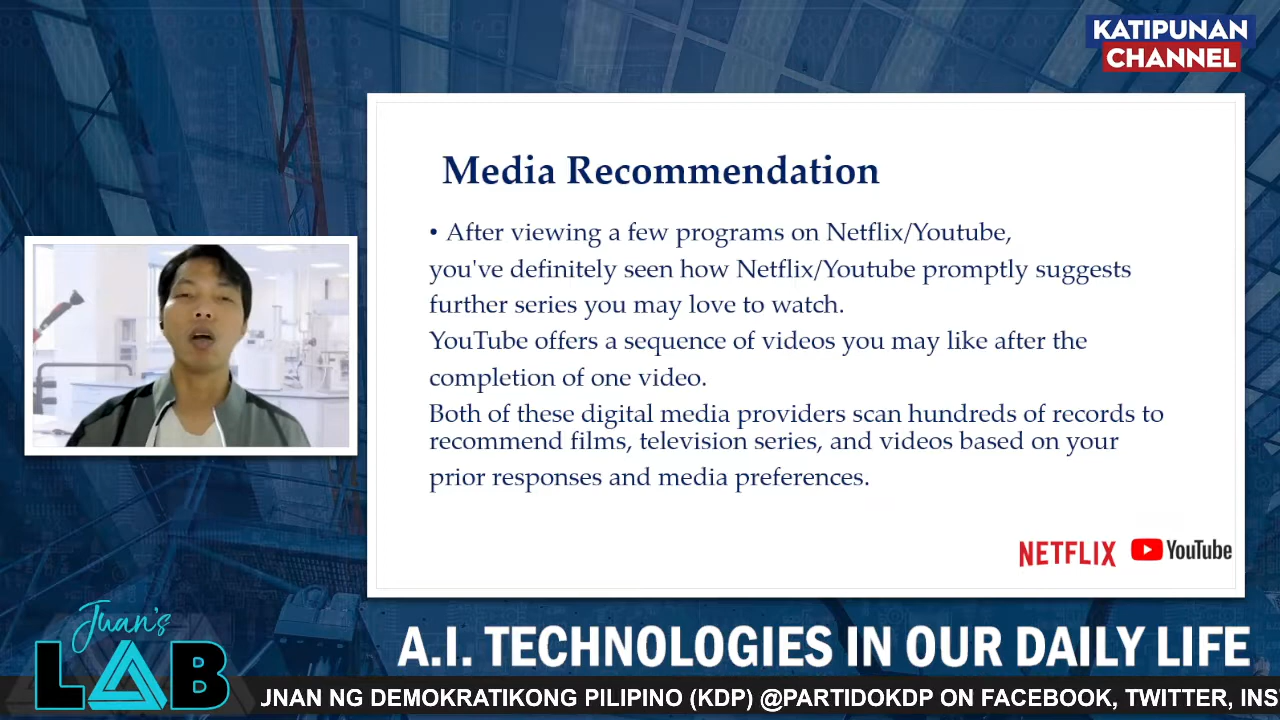 KATIPUNAN
CHANNEL
Media Recommendation
• After viewing a few programs on Netflix/Youtube,
you've definitely seen how Netflix/Youtube promptly suggests
further series you may love to watch.
YouTube offers a sequence of videos you may like after the
completion of one video.
Both of these digital media providers scan hundreds of records to
recommend films, television series, and videos based on your
prior responses and media preferences.
NETFLIX YouTube
Juan's
LAB
A.I. TECHNOLOGIES IN OUR DAILY LIFE
JNAN NG DEMOKRATIKONG PILIPINO (KDP) @PARTIDOKDP ON FACEBOOK, TWITTER, INS